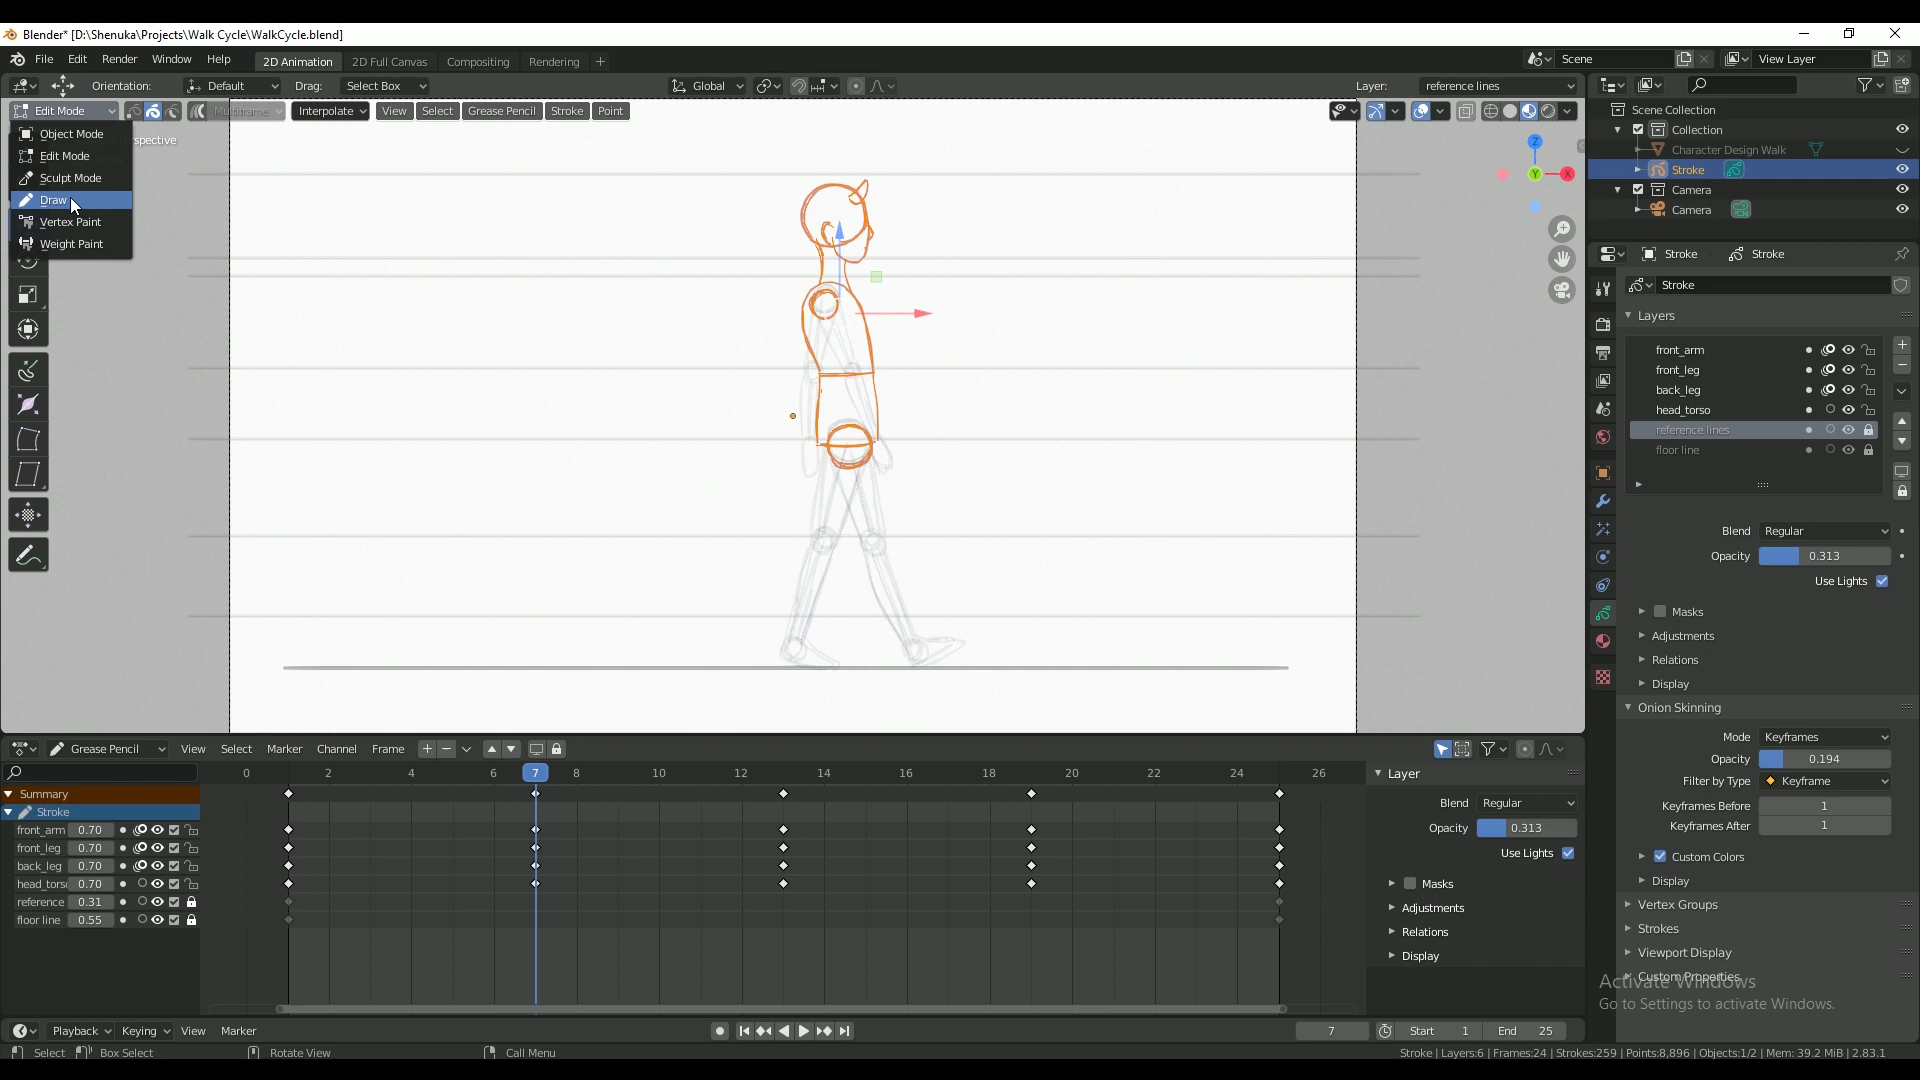 Blender* [D:\Shenuka\Projects\Walk Cycle\WalkCycle.blend]
File Edit Render Window Help 2D Animation 2D Full Canvas Compositing Rendering + Scene View Layer
Orientation: Default Drag: Select Box Global Layer: reference lines
Edit Mode Multiframe Interpolate View Select Grease Pencil Stroke Point
Object Mode
spective
Edit Mode
Sculpt Mode
Draw
Vertex Paint
Weight Paint
Z
Y
X
Scene Collection
Collection
Character Design Walk
Stroke
Camera
Camera
Stroke Stroke
Stroke
Layers
front_arm
front_leg
back_leg
head_torso
reference lines
floor line
Blend Regular
Opacity 0.313
Use Lights
Masks
Adjustments
Relations
Display
Onion Skinning
Mode Keyframes
Opacity 0.194
Filter by Type Keyframe
Keyframes Before 1
Keyframes After 1
Custom Colors
Display
Vertex Groups
Strokes
Viewport Display
Custom Properties
Activate Windows
Go to Settings to activate Windows.
Grease Pencil View Select Marker Channel Frame
0 2 4 6 7 8 10 12 14 16 18 20 22 24 26
Summary
Stroke
front_arm 0.70
front_leg 0.70
back_leg 0.70
head_torso 0.70
reference 0.31
floor line 0.55
Layer
Blend Regular
Opacity 0.313
Use Lights
Masks
Adjustments
Relations
Display
Playback Keying View Marker 7 Start 1 End 25
Select Box Select Rotate View Call Menu Stroke | Layers:6 | Frames:24 | Strokes:259 | Points:8,896 | Objects:1/2 | Mem: 39.2 MiB | 2.83.1